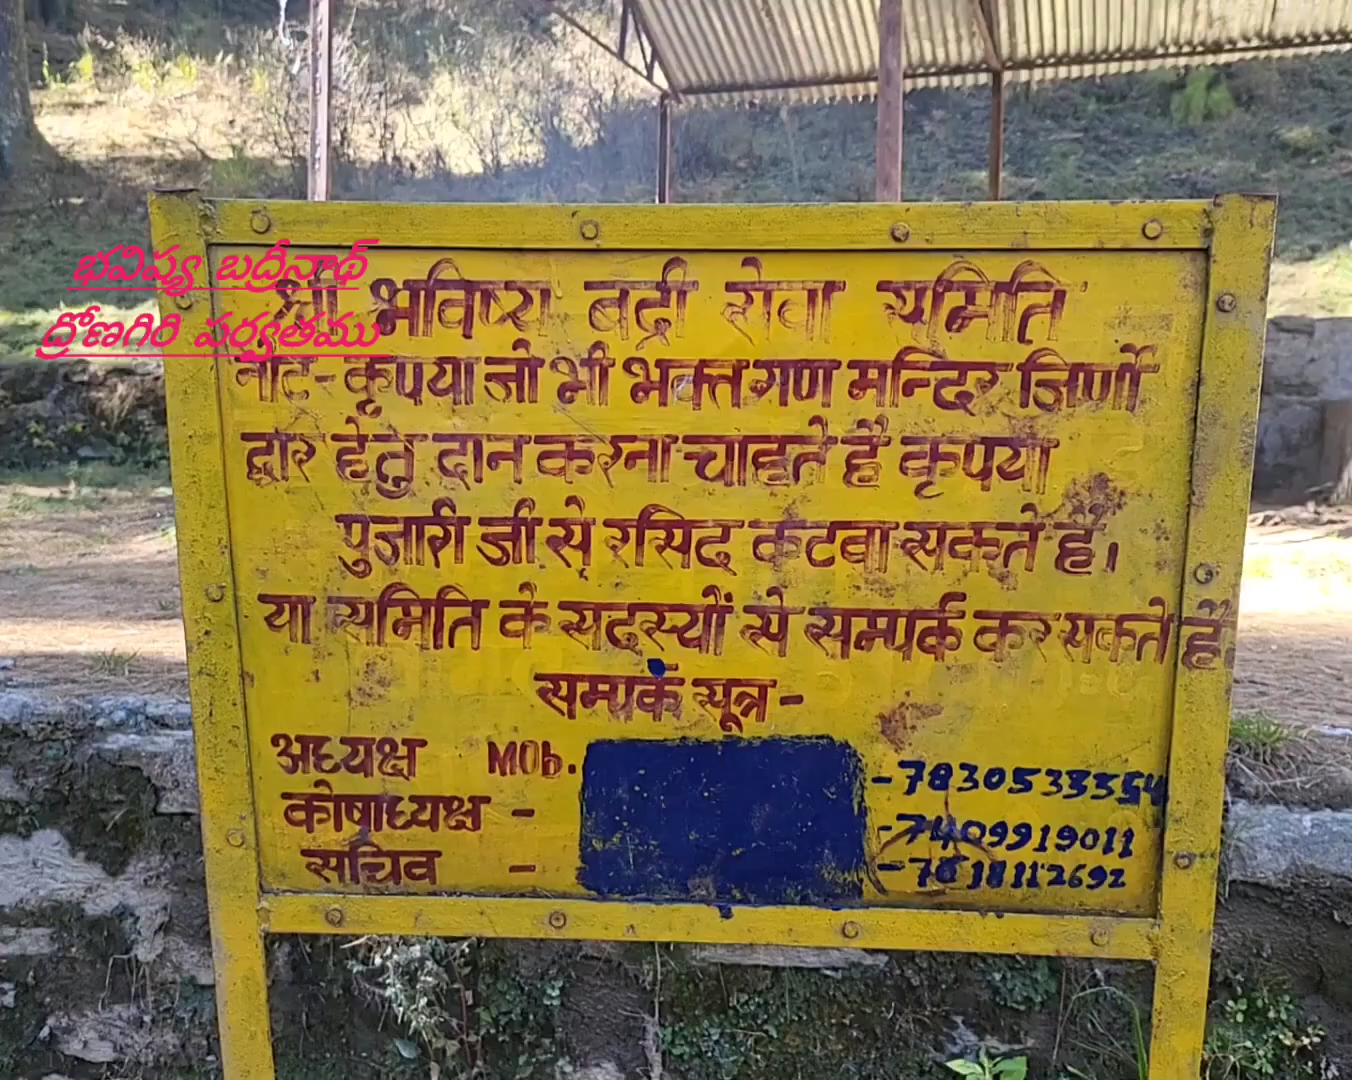 భవిష్య బద్రీనాథ్
ద్రోణగిరి పర్వతము
श्री भविष्य बद्री सेवा समिति
नोट- कृपया जो भी भक्तगण मन्दिर जिर्णो
द्वार हेतु दान करना चाहते है कृपया
पुजारी जी से रसिद कटवा सकते हैं।
या समिति के सदस्यों से सम्पर्क कर सकते हैं।
सम्पर्क सूत्र -
अध्यक्ष Mob. -7830533354
कोषाध्यक्ष - -7409919011
सचिव - -7618112692